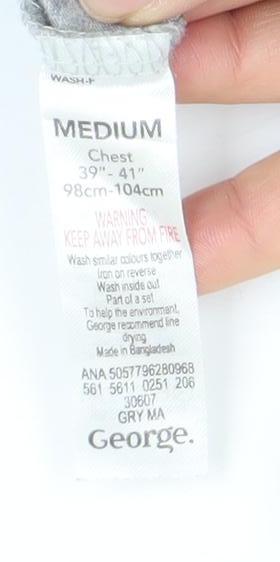 WASH-F
MEDIUM
Chest
39"- 41"
98cm-104cm
WARNING
KEEP AWAY FROM FIRE
Wash similar colours together
Iron on reverse
Wash inside out
Part of a set
To help the environment,
George recommend line
drying
Made in Bangladesh
ANA 5057796280968
561 5611 0251 206
30607
GRY MA
George.